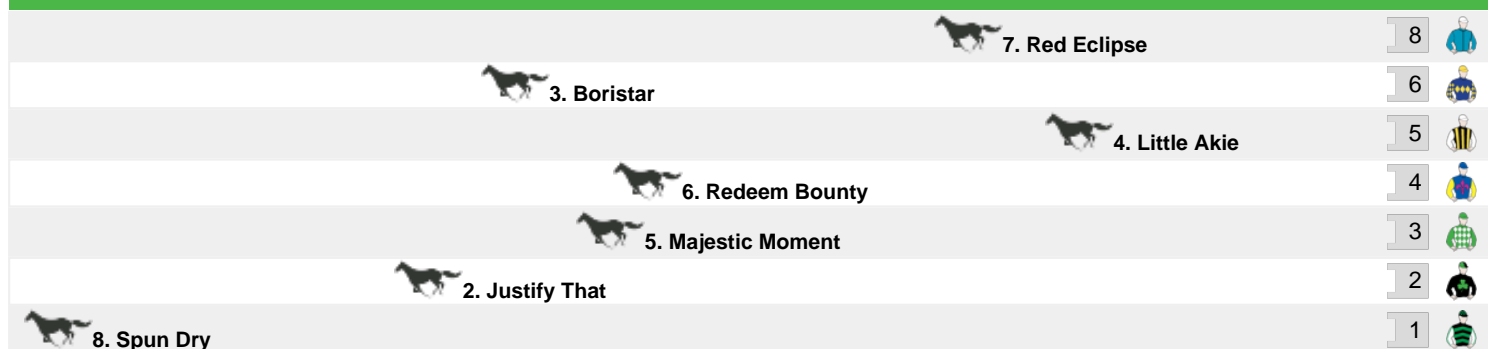 7. Red Eclipse 8
3. Boristar 6
4. Little Akie 5
6. Redeem Bounty 4
5. Majestic Moment 3
2. Justify That 2
8. Spun Dry 1